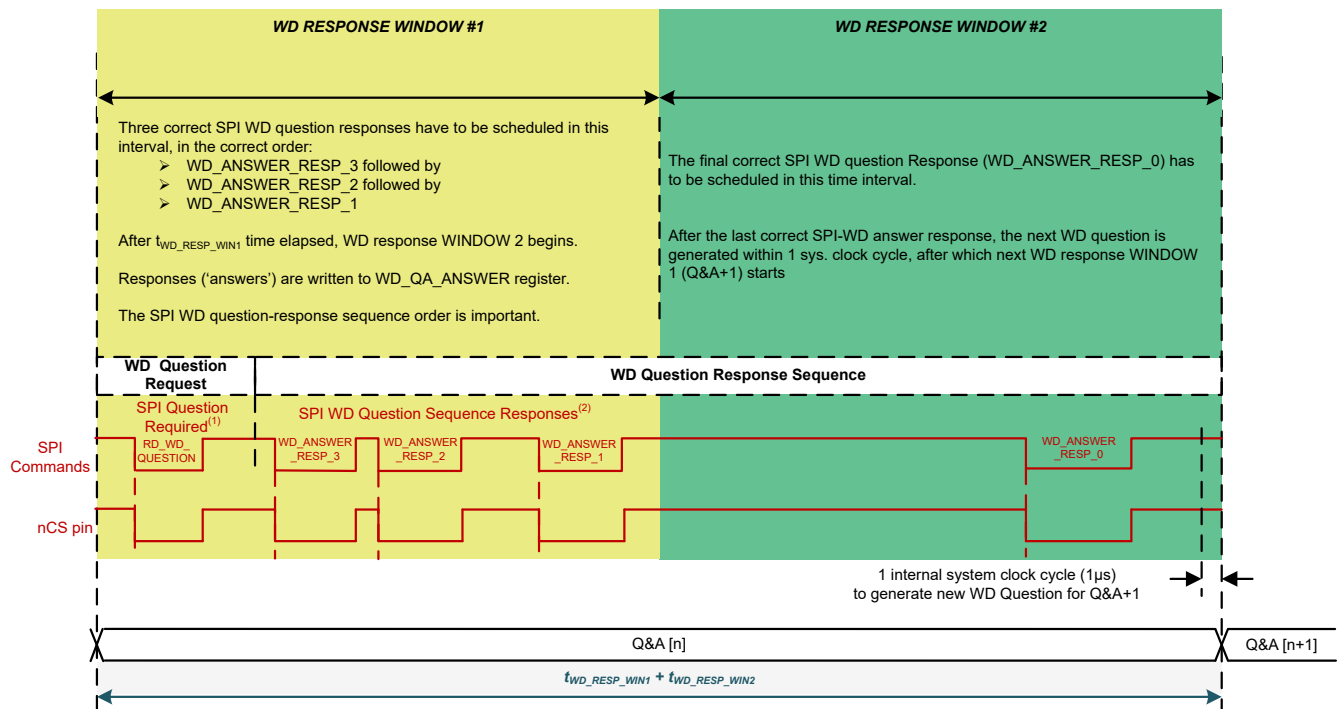 WD RESPONSE WINDOW #1
WD RESPONSE WINDOW #2
Three correct SPI WD question responses have to be scheduled in this
interval, in the correct order:
➢ WD_ANSWER_RESP_3 followed by
➢ WD_ANSWER_RESP_2 followed by
➢ WD_ANSWER_RESP_1
After tWD_RESP_WIN1 time elapsed, WD response WINDOW 2 begins.
Responses (‘answers’) are written to WD_QA_ANSWER register.
The SPI WD question-response sequence order is important.
The final correct SPI WD question Response (WD_ANSWER_RESP_0) has
to be scheduled in this time interval.
After the last correct SPI-WD answer response, the next WD question is
generated within 1 sys. clock cycle, after which next WD response WINDOW
1 (Q&A+1) starts
WD Question
Request
WD Question Response Sequence
SPI Question
Required(1)
SPI WD Question Sequence Responses(2)
SPI
Commands
RD_WD_
QUESTION
WD_ANSWER
_RESP_3
WD_ANSWER
_RESP_2
WD_ANSWER
_RESP_1
WD_ANSWER
_RESP_0
nCS pin
1 internal system clock cycle (1µs)
to generate new WD Question for Q&A+1
Q&A [n]
Q&A [n+1]
tWD_RESP_WIN1 + tWD_RESP_WIN2